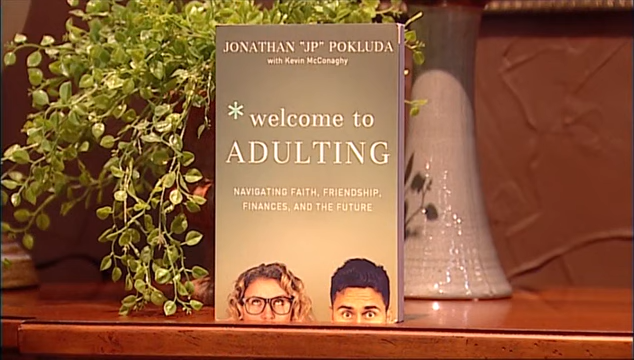 JONATHAN "JP" POKLUDA
with Kevin McConaghy
*welcome to
ADULTING
NAVIGATING FAITH, FRIENDSHIP,
FINANCES, AND THE FUTURE